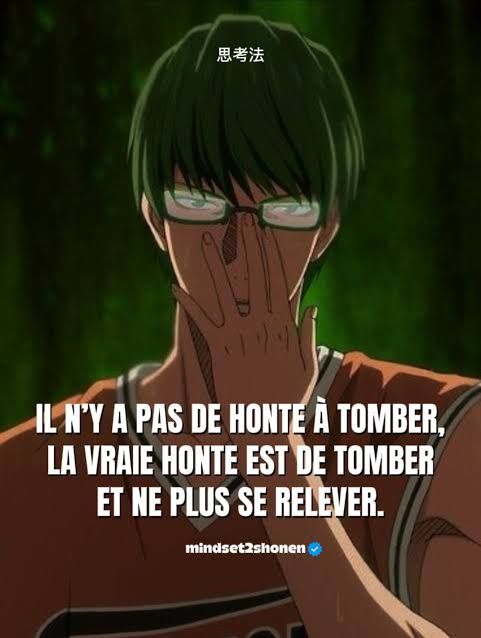 思考法
IL N'Y A PAS DE HONTE À TOMBER,
LA VRAIE HONTE EST DE TOMBER
ET NE PLUS SE RELEVER.
mindset2shonen